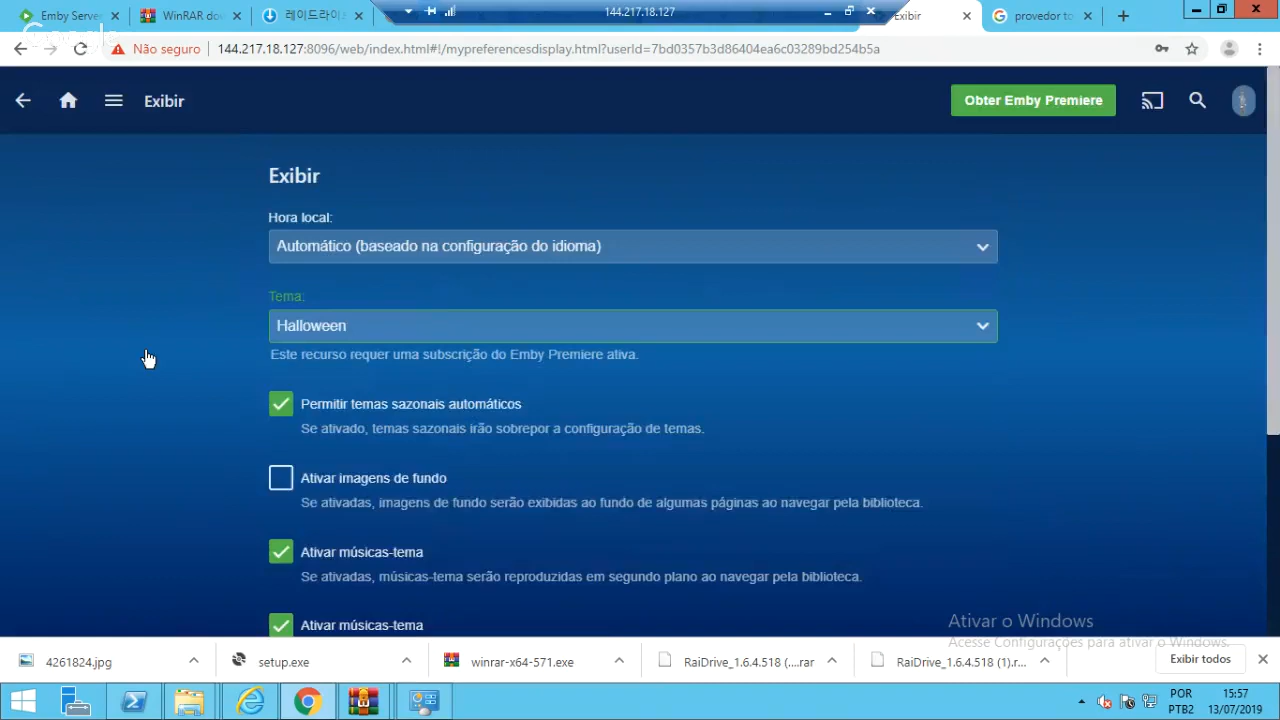 Emby Serve
WinRAR dow
레이드라이브
144.217.18.127
Exibir
provedor to
Não seguro
144.217.18.127:8096/web/index.html#!/mypreferencesdisplay.html?userId=7bd0357b3d86404ea6c03289bd254b5a
Exibir
Obter Emby Premiere
Exibir
Hora local:
Automático (baseado na configuração do idioma)
Tema:
Halloween
Este recurso requer uma subscrição do Emby Premiere ativa.
Permitir temas sazonais automáticos
Se ativado, temas sazonais irão sobrepor a configuração de temas.
Ativar imagens de fundo
Se ativadas, imagens de fundo serão exibidas ao fundo de algumas páginas ao navegar pela biblioteca.
Ativar músicas-tema
Se ativadas, músicas-tema serão reproduzidas em segundo plano ao navegar pela biblioteca.
Ativar músicas-tema
Ativar o Windows
Acesse Configurações para ativar o Windows.
4261824.jpg
setup.exe
winrar-x64-571.exe
RaiDrive_1.6.4.518 (....rar
RaiDrive_1.6.4.518 (1).r...
Exibir todos
POR
PTB2
15:57
13/07/2019